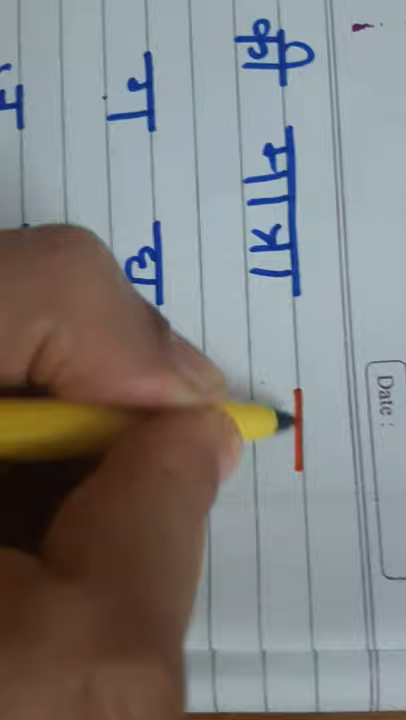 Date :
की मात्रा
ग ल